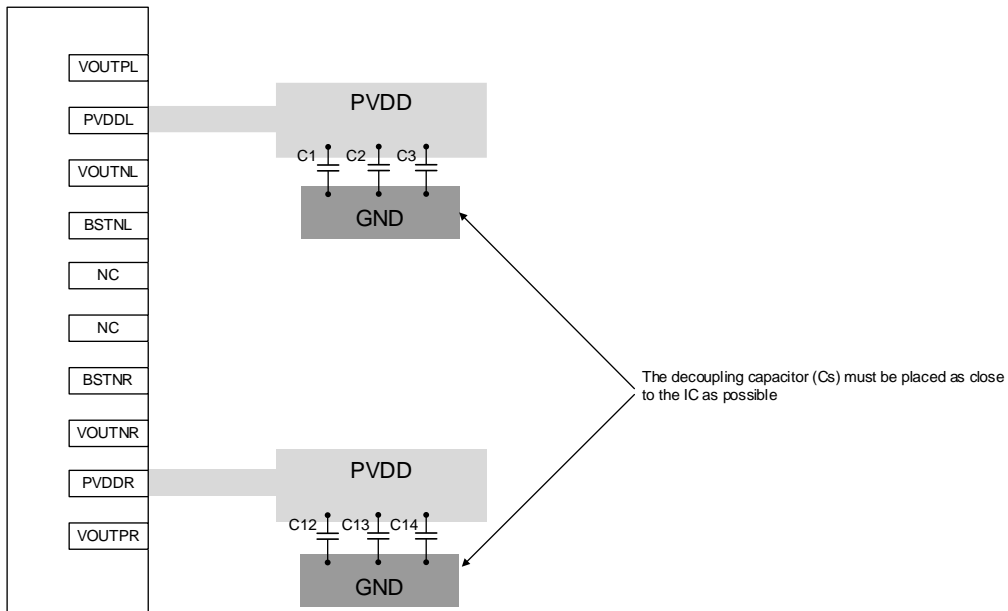 VOUTPL
PVDDL
VOUTNL
BSTNL
NC
NC
BSTNR
VOUTNR
PVDDR
VOUTPR
PVDD
C1 C2 C3
GND
The decoupling capacitor (Cs) must be placed as close
to the IC as possible
PVDD
C12 C13 C14
GND